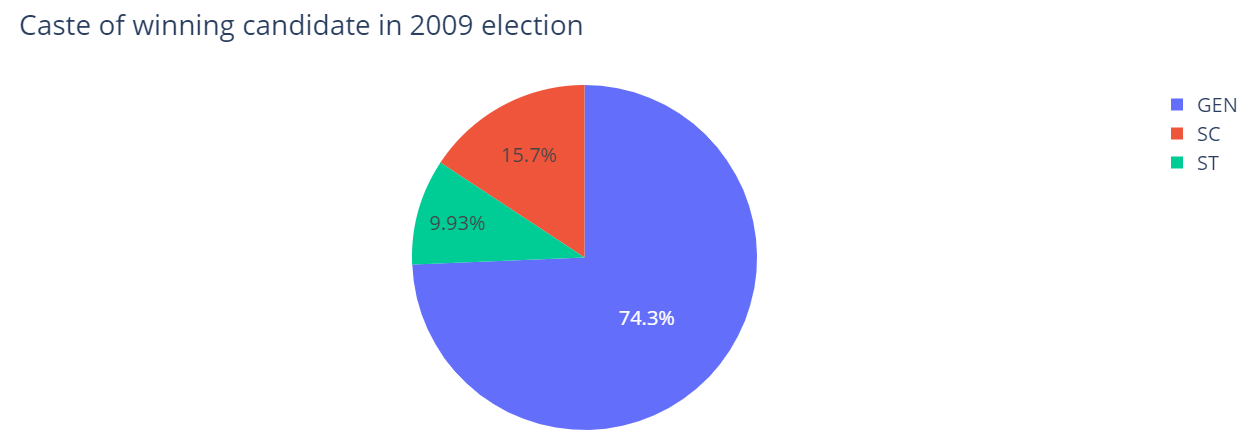 Caste of winning candidate in 2009 election
GEN
SC
ST
15.7%
9.93%
74.3%